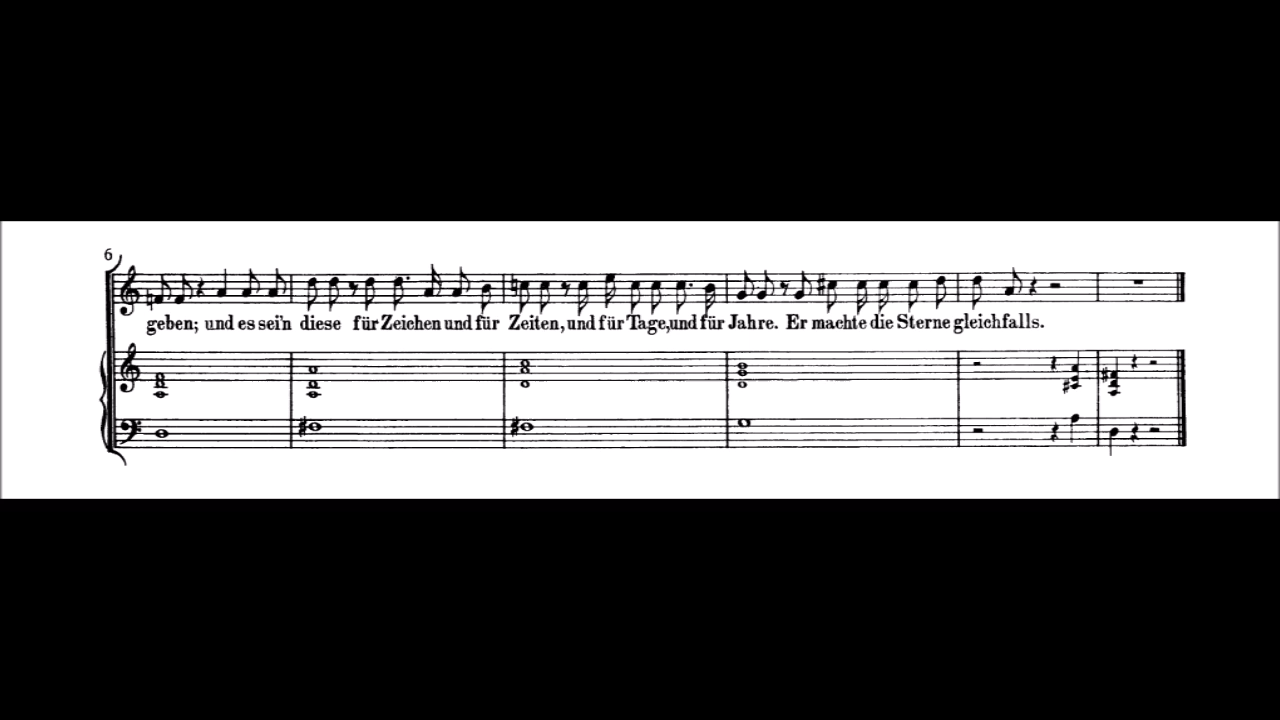 6
geben; und es sei'n diese für Zeichen und für Zeiten, und für Tage, und für Jahre. Er machte die Sterne gleichfalls.